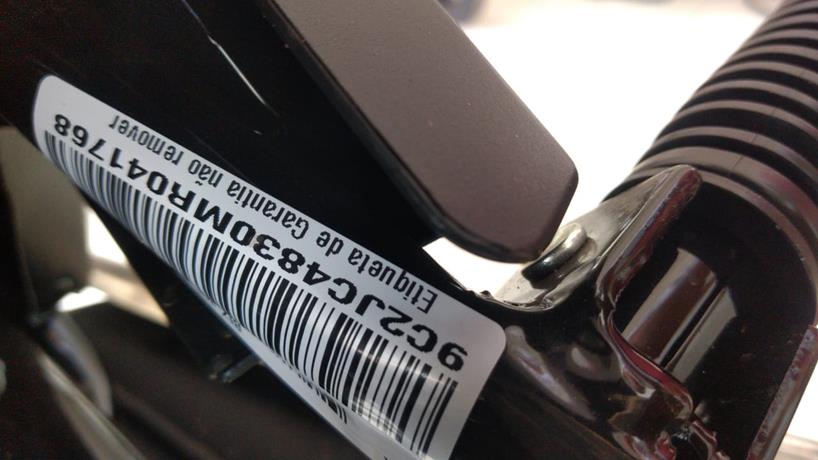 Etiqueta de Garantia não remover
9C2JC4830MR041768